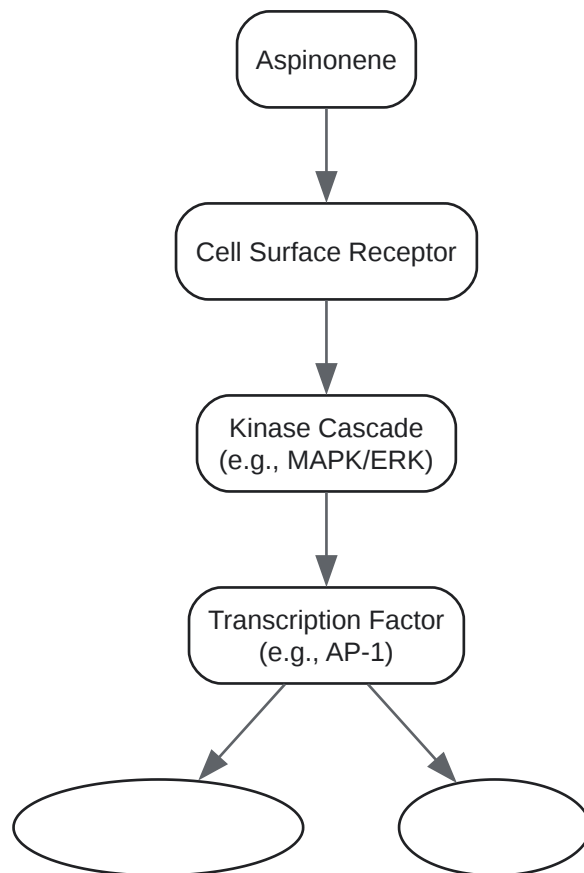 Aspinonene
Cell Surface Receptor
Kinase Cascade
(e.g., MAPK/ERK)
Transcription Factor
(e.g., AP-1)